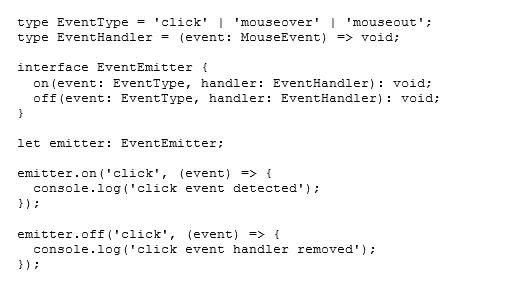 type EventType = 'click' | 'mouseover' | 'mouseout';
type EventHandler = (event: MouseEvent) => void;

interface EventEmitter {
  on(event: EventType, handler: EventHandler): void;
  off(event: EventType, handler: EventHandler): void;
}

let emitter: EventEmitter;

emitter.on('click', (event) => {
  console.log('click event detected');
});

emitter.off('click', (event) => {
  console.log('click event handler removed');
});